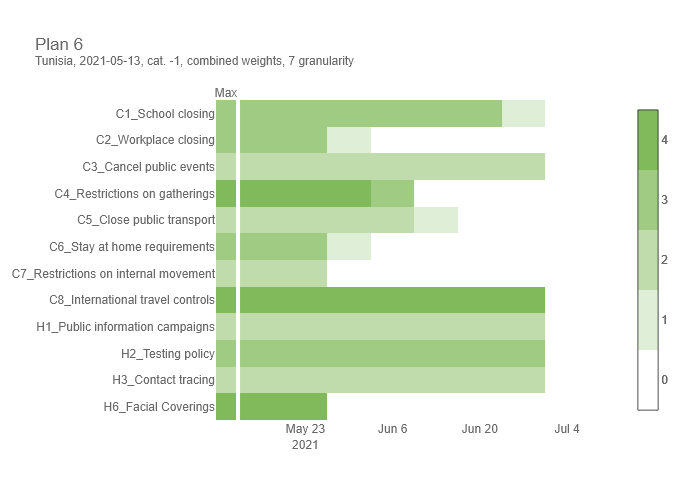 Plan 6
Tunisia, 2021-05-13, cat. -1, combined weights, 7 granularity
Max
C1_School closing
C2_Workplace closing
C3_Cancel public events
C4_Restrictions on gatherings
C5_Close public transport
C6_Stay at home requirements
C7_Restrictions on internal movement
C8_International travel controls
H1_Public information campaigns
H2_Testing policy
H3_Contact tracing
H6_Facial Coverings
May 23 Jun 6 Jun 20 Jul 4
2021
4
3
2
1
0